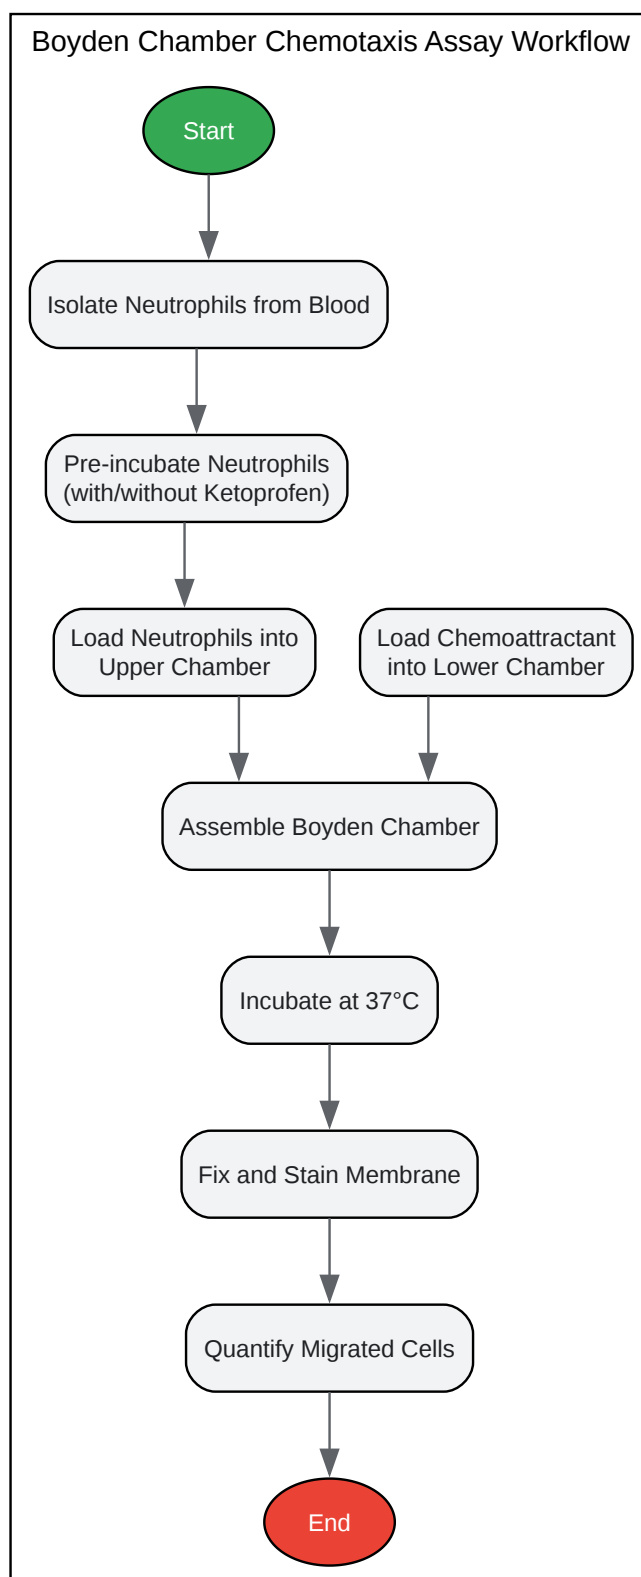 Boyden Chamber Chemotaxis Assay Workflow
Start
Isolate Neutrophils from Blood
Pre-incubate Neutrophils
(with/without Ketoprofen)
Load Neutrophils into
Upper Chamber
Load Chemoattractant
into Lower Chamber
Assemble Boyden Chamber
Incubate at 37°C
Fix and Stain Membrane
Quantify Migrated Cells
End